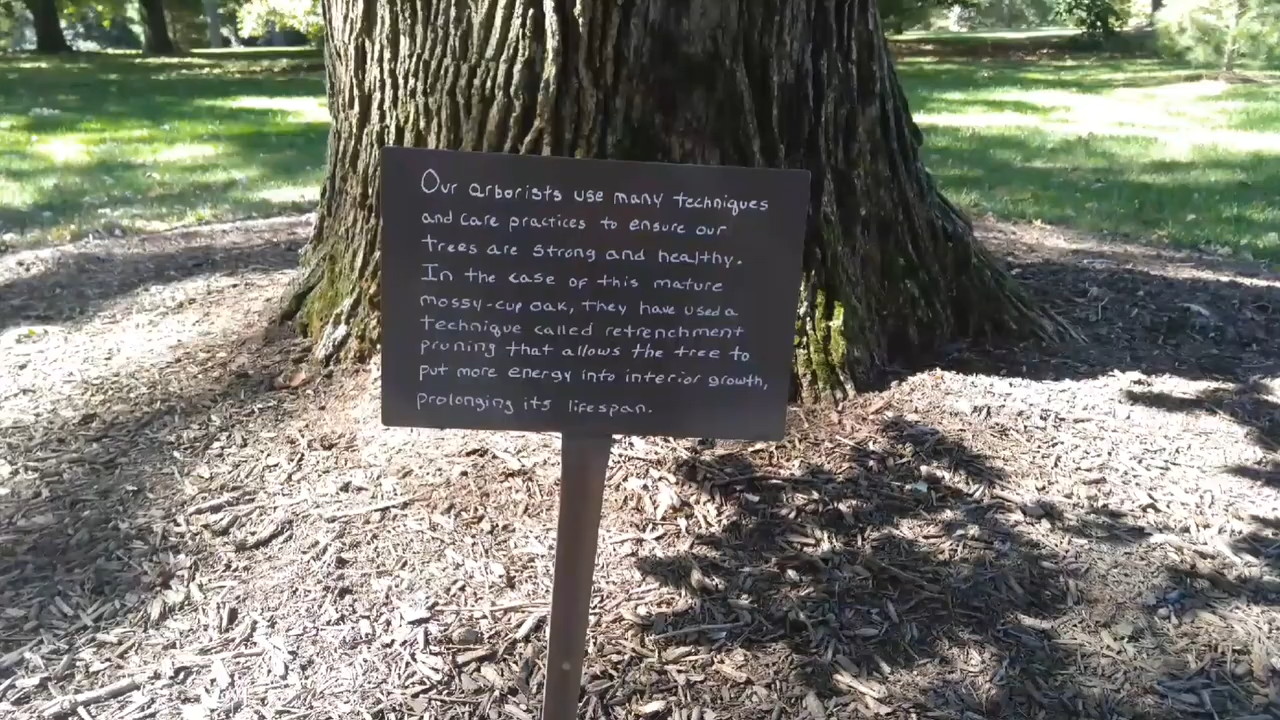 Our arborists use many techniques
and care practices to ensure our
trees are strong and healthy.
In the case of this mature
mossy-cup oak, they have used a
technique called retrenchment
pruning that allows the tree to
put more energy into interior growth,
prolonging its lifespan.